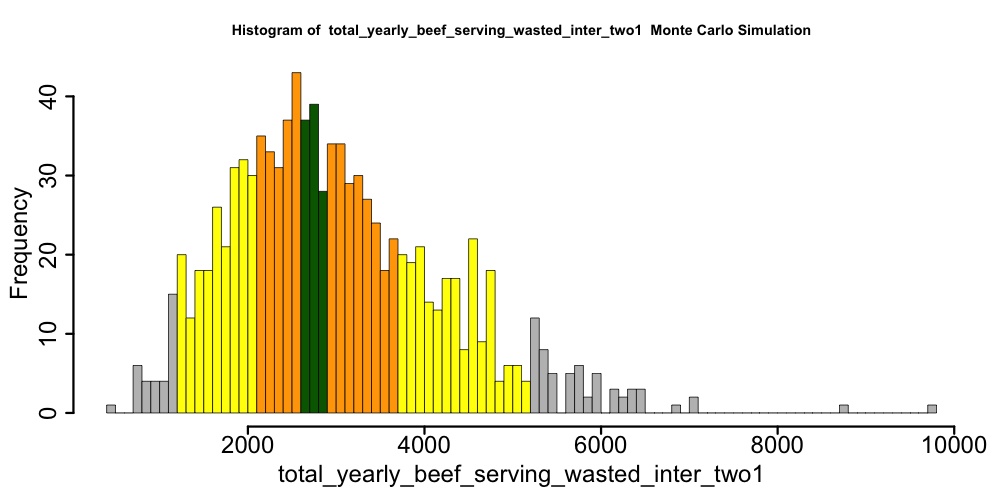 Histogram of  total_yearly_beef_serving_wasted_inter_two1  Monte Carlo Simulation
Frequency
40
30
20
10
0
2000 4000 6000 8000 10000
total_yearly_beef_serving_wasted_inter_two1